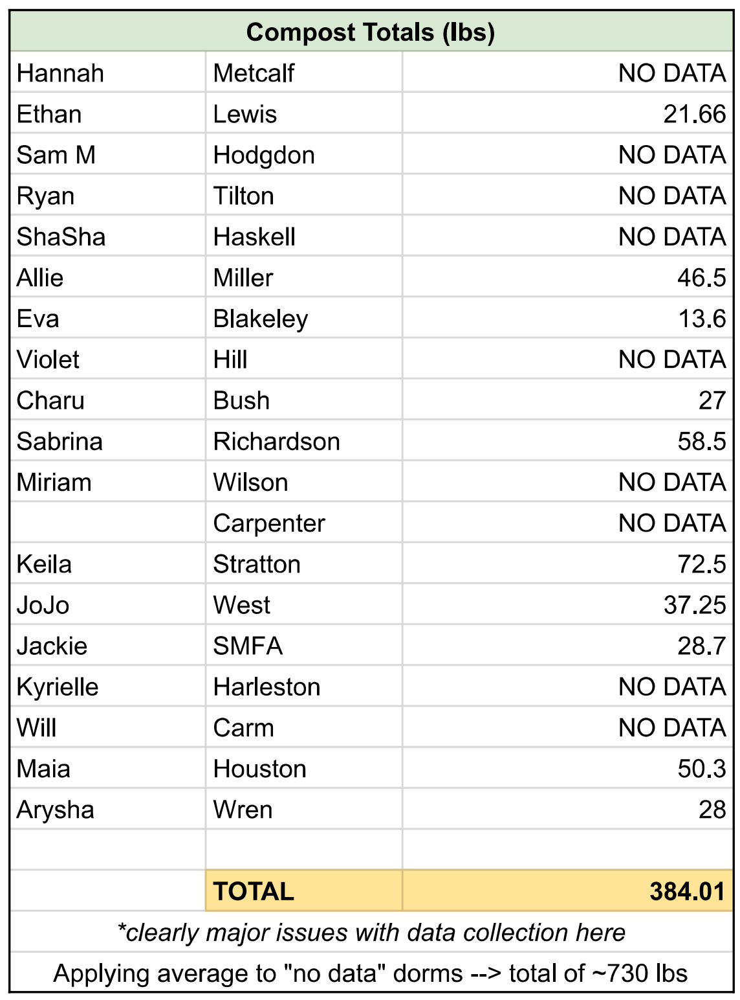 Compost Totals (lbs)
Hannah Metcalf NO DATA
Ethan Lewis 21.66
Sam M Hodgdon NO DATA
Ryan Tilton NO DATA
ShaSha Haskell NO DATA
Allie Miller 46.5
Eva Blakeley 13.6
Violet Hill NO DATA
Charu Bush 27
Sabrina Richardson 58.5
Miriam Wilson NO DATA
Carpenter NO DATA
Keila Stratton 72.5
JoJo West 37.25
Jackie SMFA 28.7
Kyrielle Harleston NO DATA
Will Carm NO DATA
Maia Houston 50.3
Arysha Wren 28
TOTAL 384.01
*clearly major issues with data collection here
Applying average to "no data" dorms --> total of ~730 lbs